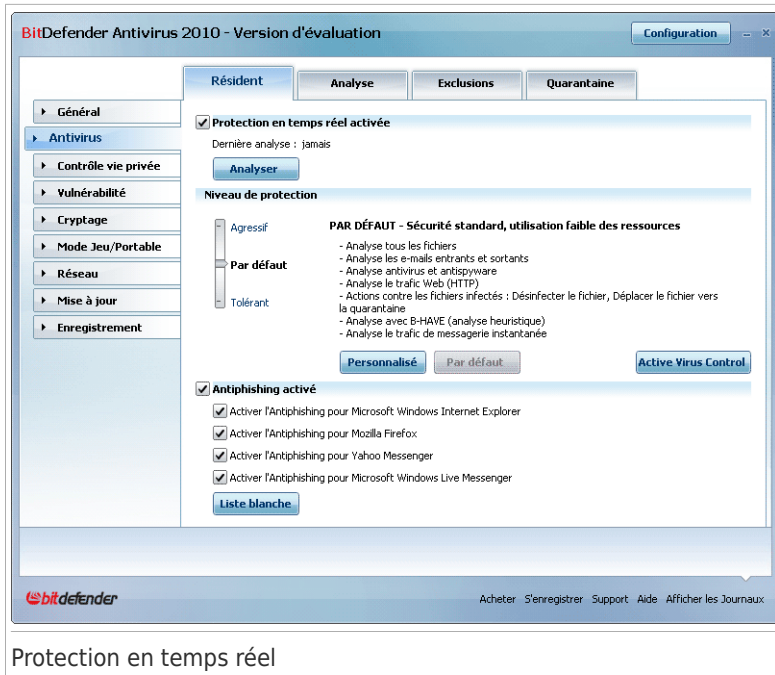 BitDefender Antivirus 2010 - Version d'évaluation
Configuration
Résident
Analyse
Exclusions
Quarantaine
Général
Antivirus
Contrôle vie privée
Vulnérabilité
Cryptage
Mode Jeu/Portable
Réseau
Mise à jour
Enregistrement
Protection en temps réel activée
Dernière analyse : jamais
Analyser
Niveau de protection
Agressif
Par défaut
Tolérant
PAR DÉFAUT - Sécurité standard, utilisation faible des ressources
- Analyse tous les fichiers
- Analyse les e-mails entrants et sortants
- Analyse antivirus et antispyware
- Analyse le trafic Web (HTTP)
- Actions contre les fichiers infectés : Désinfecter le fichier, Déplacer le fichier vers
la quarantaine
- Analyse avec B-HAVE (analyse heuristique)
- Analyse le trafic de messagerie instantanée
Personnalisé
Par défaut
Active Virus Control
Antiphishing activé
Activer l'Antiphishing pour Microsoft Windows Internet Explorer
Activer l'Antiphishing pour Mozilla Firefox
Activer l'Antiphishing pour Yahoo Messenger
Activer l'Antiphishing pour Microsoft Windows Live Messenger
Liste blanche
bitdefender
Acheter S'enregistrer Support Aide Afficher les Journaux
Protection en temps réel